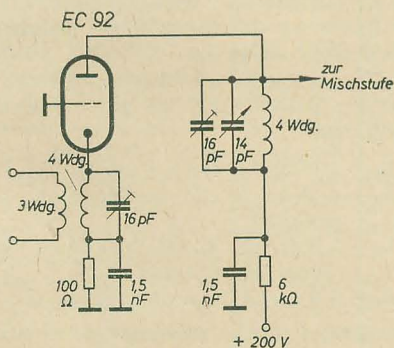 EC 92
zur
Mischstufe
16
pF
14
pF
4 Wdg.
4 Wdg.
3 Wdg.
16 pF
100
Ω
1,5
nF
1,5
nF
6
kΩ
+ 200 V